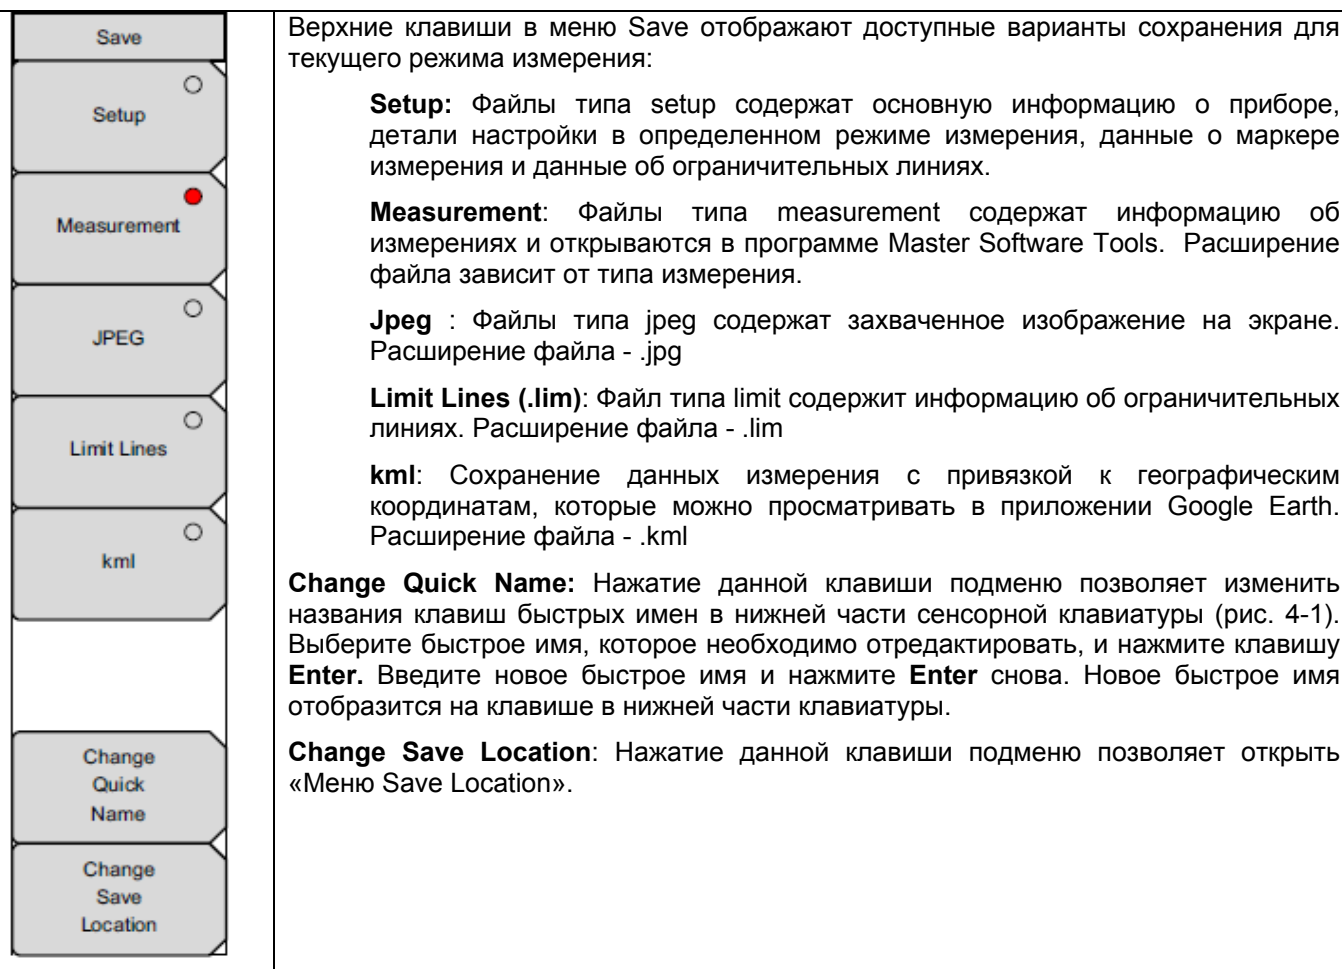 Save
Setup
Measurement
JPEG
Limit Lines
kml
Change
Quick
Name
Change
Save
Location
Верхние клавиши в меню Save отображают доступные варианты сохранения для
текущего режима измерения:
Setup: Файлы типа setup содержат основную информацию о приборе,
детали настройки в определенном режиме измерения, данные о маркере
измерения и данные об ограничительных линиях.
Measurement: Файлы типа measurement содержат информацию об
измерениях и открываются в программе Master Software Tools. Расширение
файла зависит от типа измерения.
Jpeg : Файлы типа jpeg содержат захваченное изображение на экране.
Расширение файла - .jpg
Limit Lines (.lim): Файл типа limit содержит информацию об ограничительных
линиях. Расширение файла - .lim
kml: Сохранение данных измерения с привязкой к географическим
координатам, которые можно просматривать в приложении Google Earth.
Расширение файла - .kml
Change Quick Name: Нажатие данной клавиши подменю позволяет изменить
названия клавиш быстрых имен в нижней части сенсорной клавиатуры (рис. 4-1).
Выберите быстрое имя, которое необходимо отредактировать, и нажмите клавишу
Enter. Введите новое быстрое имя и нажмите Enter снова. Новое быстрое имя
отобразится на клавише в нижней части клавиатуры.
Change Save Location: Нажатие данной клавиши подменю позволяет открыть
«Меню Save Location».